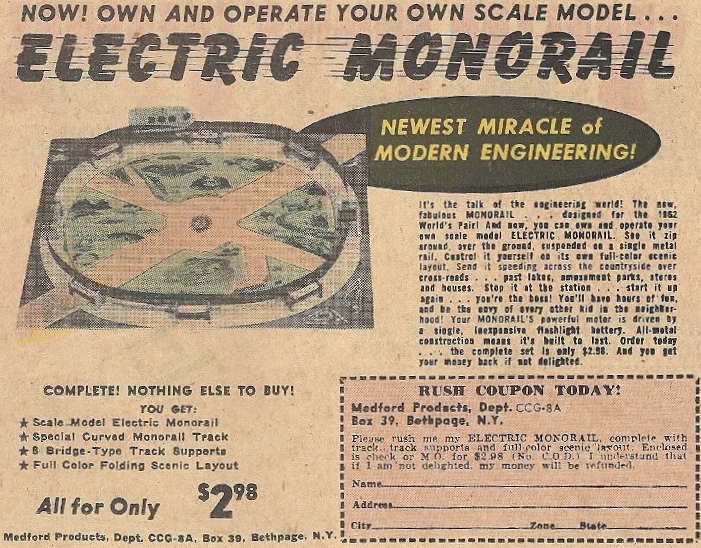 NOW! OWN AND OPERATE YOUR OWN SCALE MODEL . . .
ELECTRIC MONORAIL
NEWEST MIRACLE of
MODERN ENGINEERING!
It's the talk of the engineering world! The new,
fabulous MONORAIL . . . designed for the 1962
World's Fair! And now, you can own and operate your
own scale model ELECTRIC MONORAIL. See it zip
around, over the ground, suspended on a single metal
rail. Control it yourself on its own full-color scenic
layout. Send it speeding across the countryside over
cross-roads . . . past lakes, amusement parks, stores
and houses. Stop it at the station . . . start it up
again . . . you're the boss! You'll have hours of fun,
and be the envy of every other kid in the neighbor-
hood! Your MONORAIL'S powerful motor is driven by
a single, inexpensive flashlight battery. All-metal
construction means it's built to last. Order today
. . . the complete set is only $2.98. And you get
your money back if not delighted.
COMPLETE! NOTHING ELSE TO BUY!
YOU GET:
★ Scale Model Electric Monorail
★ Special Curved Monorail Track
★ 8 Bridge-Type Track Supports
★ Full Color Folding Scenic Layout
All for Only $2.98
Medford Products, Dept. CCG-8A, Box 39, Bethpage, N.Y.
RUSH COUPON TODAY!
Medford Products, Dept. CCG-8A
Box 39, Bethpage, N.Y.
Please rush me my ELECTRIC MONORAIL, complete with
track, track supports and full-color scenic layout. Enclosed
is check or M.O. for $2.98 (No. C.O.D.) I understand that
if I am not delighted, my money will be refunded.
Name
Address
City Zone State